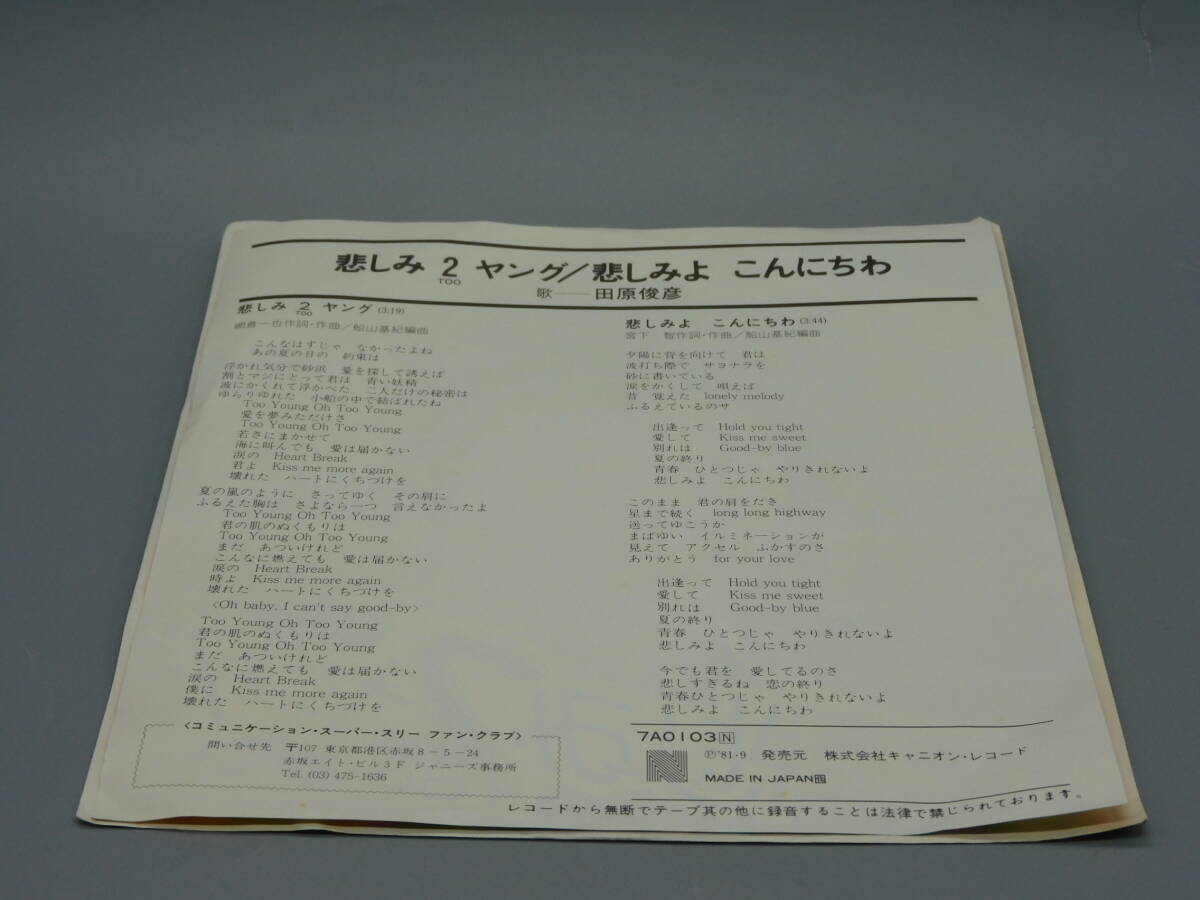 悲しみ 2 ヤング/悲しみよ こんにちわ
TOO
歌——田原俊彦
悲しみ 2 ヤング (3:19)
TOO
網倉一也作詞・作曲/船山基紀編曲
こんなはずじゃ なかったよね
あの夏の日の 約束は
浮かれ気分で砂浜 愛を探して誘えば
割とマジにとって君は 青い妖精
波にかくれて浮かべた 二人だけの秘密は
ゆらりゆれた 小船の中で結ばれたね
Too Young Oh Too Young
愛を夢みただけさ
Too Young Oh Too Young
若さにまかせて
海に叫んでも 愛は届かない
涙の Heart Break
君よ Kiss me more again
壊れた ハートにくちづけを
夏の嵐のように さってゆく その肩に
ふるえた胸は さよなら一つ 言えなかったよ
Too Young Oh Too Young
君の肌のぬくもりは
Too Young Oh Too Young
まだ あついけれど
こんなに燃えても 愛は届かない
涙の Heart Break
時よ Kiss me more again
壊れた ハートにくちづけを
〈Oh baby, I can't say good-by〉
Too Young Oh Too Young
君の肌のぬくもりは
Too Young Oh Too Young
まだ あついけれど
こんなに燃えても 愛は届かない
涙の Heart Break
僕に Kiss me more again
壊れた ハートにくちづけを
〈コミュニケーション・スーパー・スリー ファン・クラブ〉
問い合せ先 〒107 東京都港区赤坂8-5-24
赤坂エイト・ビル3F ジャニーズ事務所
Tel. (03) 475-1636
悲しみよ こんにちわ (3:44)
宮下 智作詞・作曲/船山基紀編曲
夕陽に背を向けて 君は
波打ち際で サヨナラを
砂に書いている
涙をかくして 唄えば
昔 覚えた lonely melody
ふるえているのサ
出逢って Hold you tight
愛して Kiss me sweet
別れは Good-by blue
夏の終り
青春 ひとつじゃ やりきれないよ
悲しみよ こんにちわ
このまま 君の肩をだき
星まで続く long long highway
送ってゆこうか
まばゆい イルミネーションが
見えて アクセル ふかすのさ
ありがとう for your love
出逢って Hold you tight
愛して Kiss me sweet
別れは Good-by blue
夏の終り
青春 ひとつじゃ やりきれないよ
悲しみよ こんにちわ
今でも君を 愛してるのさ
悲しすぎるね 恋の終り
青春ひとつじゃ やりきれないよ
悲しみよ こんにちわ
7A0103 N
N
Ⓟ'81・9 発売元 株式会社キャニオン・レコード
MADE IN JAPAN
レコードから無断でテープ其の他に録音することは法律で禁じられております。